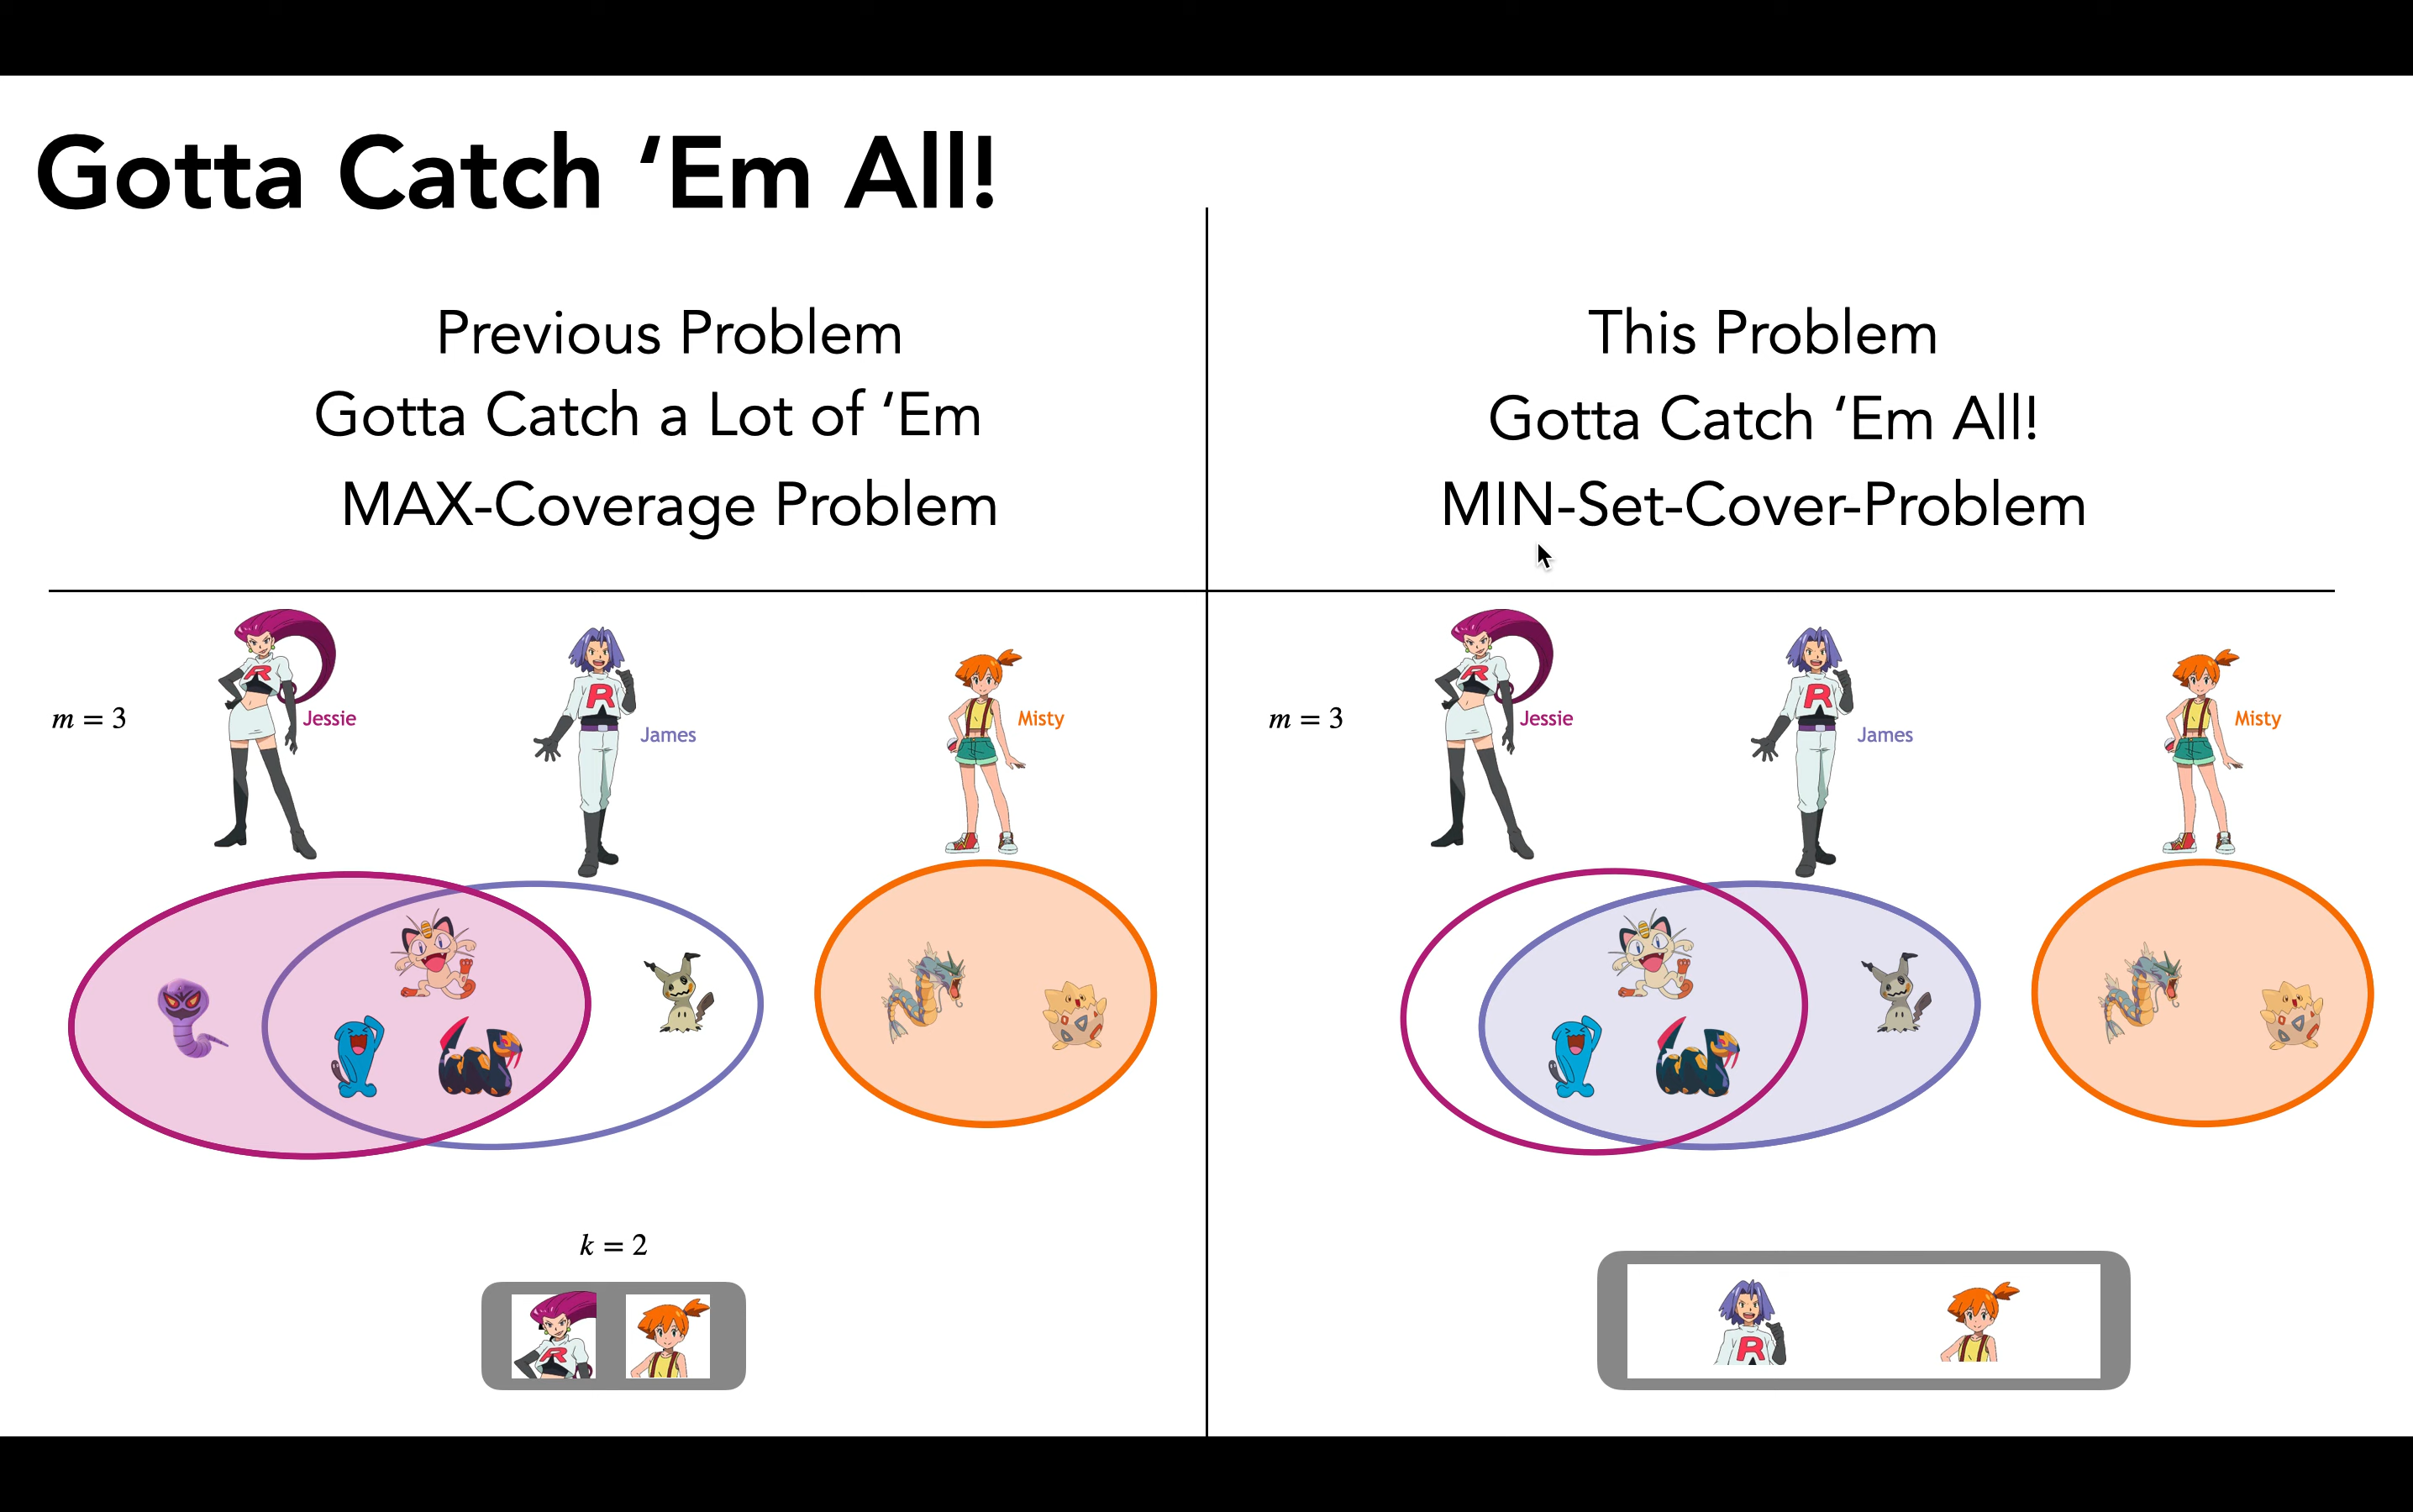 Gotta Catch ‘Em All!
Previous Problem
Gotta Catch a Lot of ‘Em
MAX-Coverage Problem
This Problem
Gotta Catch ‘Em All!
MIN-Set-Cover-Problem
m = 3
R
Jessie
R
James
Misty
k = 2
R
m = 3
R
Jessie
R
James
Misty
R